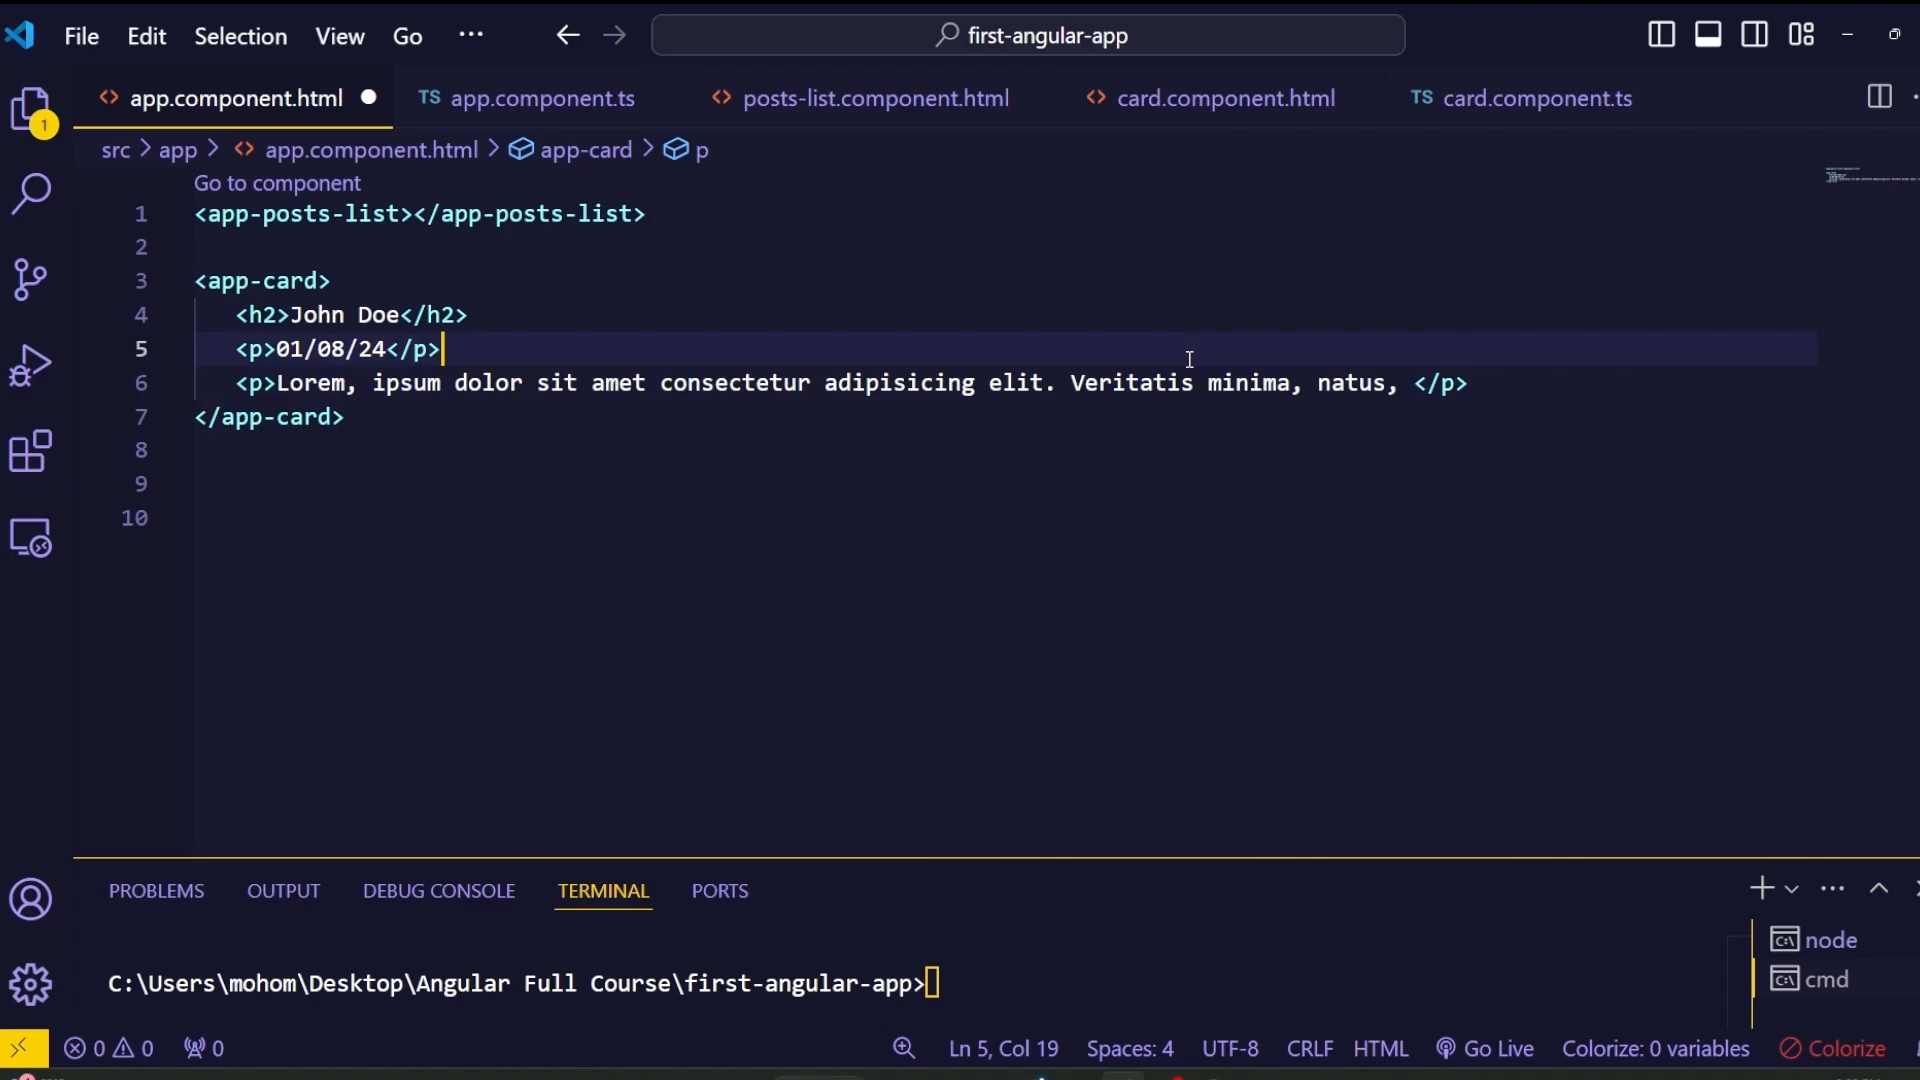 File Edit Selection View Go ··· first-angular-app
1
app.component.html TS app.component.ts posts-list.component.html card.component.html TS card.component.ts
src > app > app.component.html > app-card > p
Go to component
1 <app-posts-list></app-posts-list>
2
3 <app-card>
4 <h2>John Doe</h2>
5 <p>01/08/24</p>
6 <p>Lorem, ipsum dolor sit amet consectetur adipisicing elit. Veritatis minima, natus, </p>
7 </app-card>
8
9
10
PROBLEMS OUTPUT DEBUG CONSOLE TERMINAL PORTS
node
C:\Users\mohom\Desktop\Angular Full Course\first-angular-app>
cmd
0 0 0 Ln 5, Col 19 Spaces: 4 UTF-8 CRLF HTML Go Live Colorize: 0 variables Colorize